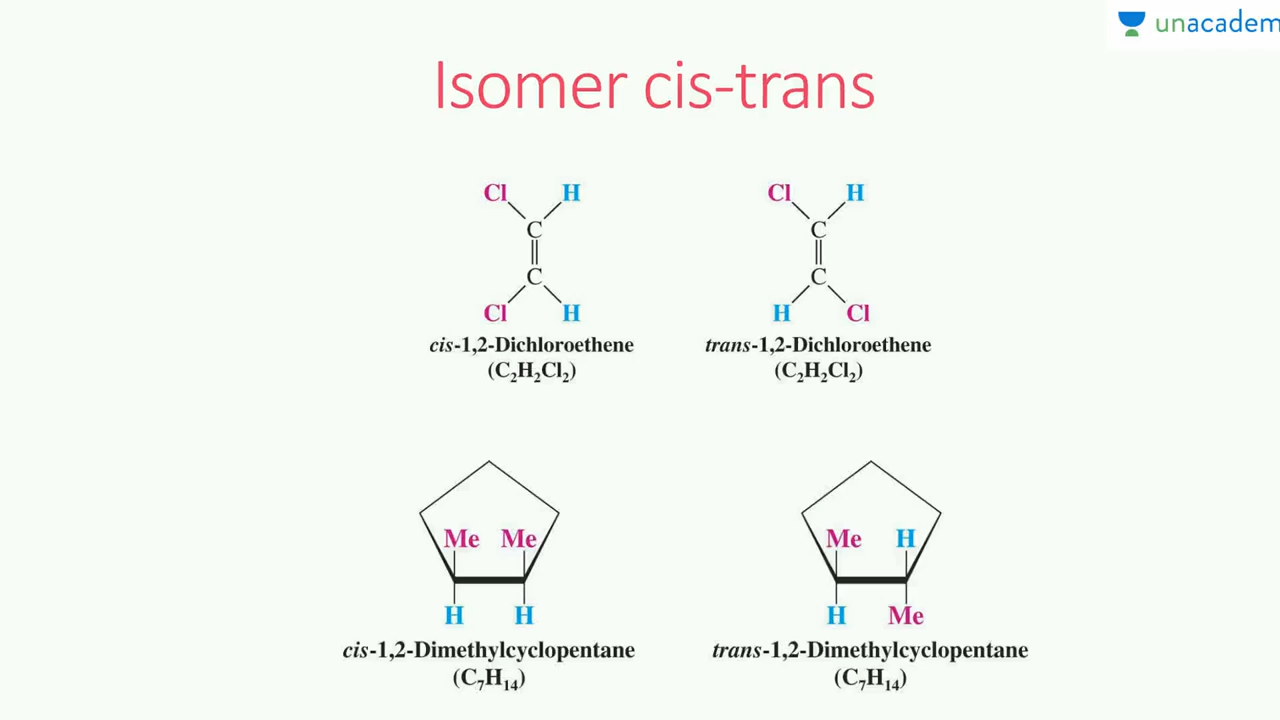 unacadem
Isomer cis-trans
Cl H Cl H
C C
C C
Cl H H Cl
cis-1,2-Dichloroethene trans-1,2-Dichloroethene
(C₂H₂Cl₂) (C₂H₂Cl₂)
Me Me Me H
H H H Me
cis-1,2-Dimethylcyclopentane trans-1,2-Dimethylcyclopentane
(C₇H₁₄) (C₇H₁₄)